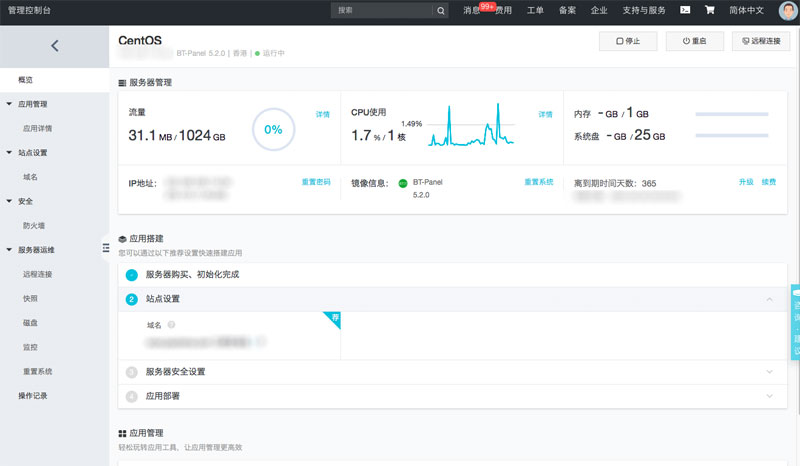 管理控制台
搜索
消息 99+
费用
工单
备案
企业
支持与服务
简体中文
CentOS
BT-Panel 5.2.0 | 香港 | 运行中
停止
重启
远程连接
概览
应用管理
应用详情
站点设置
域名
安全
防火墙
服务器运维
远程连接
快照
磁盘
监控
重置系统
操作记录
服务器管理
流量
详情
31.1 MB / 1024 GB
0%
CPU使用
详情
1.49%
1.7 % / 1 核
内存 - GB / 1 GB
系统盘 - GB / 25 GB
IP地址：
重置密码
镜像信息：
BT-Panel
5.2.0
重置系统
离到期时间天数：365
升级 续费
应用搭建
您可以通过以下推荐设置快速搭建应用
服务器购买、初始化完成
2 站点设置
域名
荐
3 服务器安全设置
4 应用部署
应用管理
轻松玩转应用工具，让应用管理更高效
咨询·建议